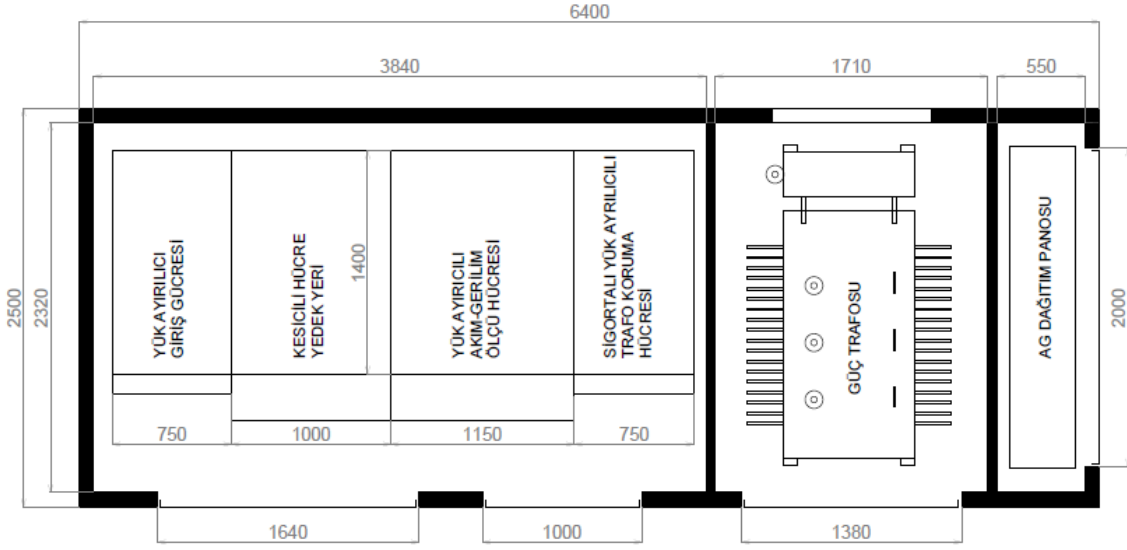 6400
3840
1710
550
2500
2320
YÜK AYIRILICI
GİRİŞ GÜCRESİ
KESİCİLİ HÜCRE
YEDEK YERİ
1400
YÜK AYIRICILI
AKIM-GERİLİM
ÖLÇÜ HÜCRESİ
SİGORTALI YÜK AYRILICILI
TRAFO KORUMA
HÜCRESİ
GÜÇ TRAFOSU
AG DAĞITIM PANOSU
2000
750
1000
1150
750
1640
1000
1380